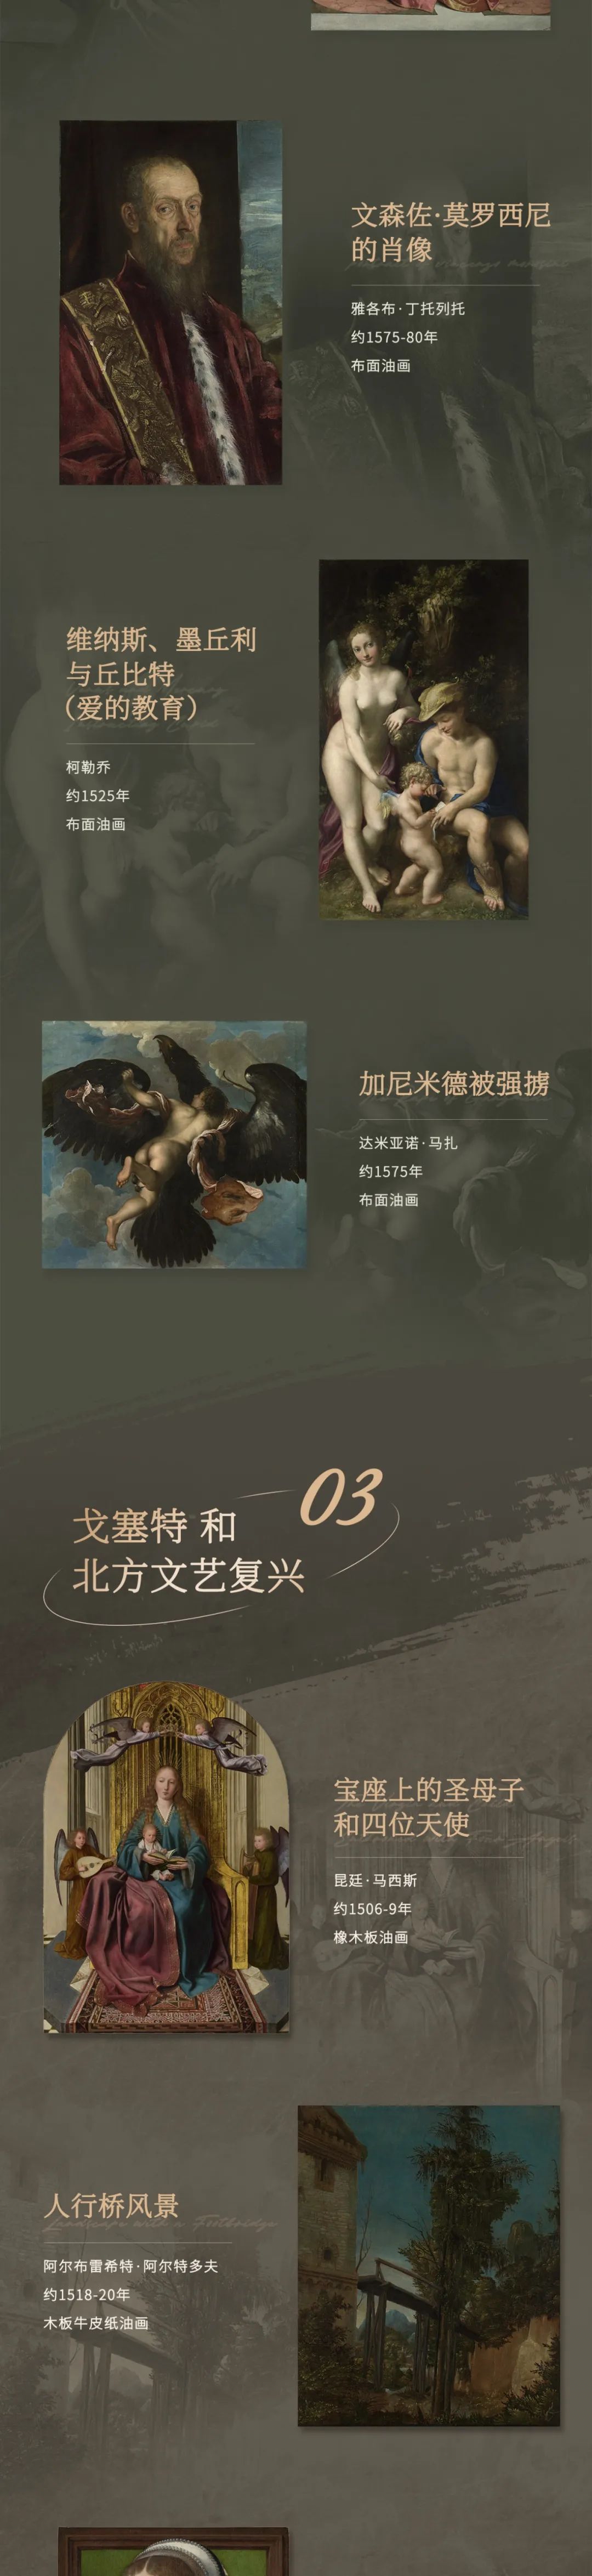 文森佐·莫罗西尼
的肖像
雅各布·丁托列托
约1575-80年
布面油画
维纳斯、墨丘利
与丘比特
（爱的教育）
柯勒乔
约1525年
布面油画
加尼米德被强掳
达米亚诺·马扎
约1575年
布面油画
03
戈塞特 和
北方文艺复兴
宝座上的圣母子
和四位天使
昆廷·马西斯
约1506-9年
橡木板油画
人行桥风景
Landscape with a Footbridge
阿尔布雷希特·阿尔特多夫
约1518-20年
木板牛皮纸油画